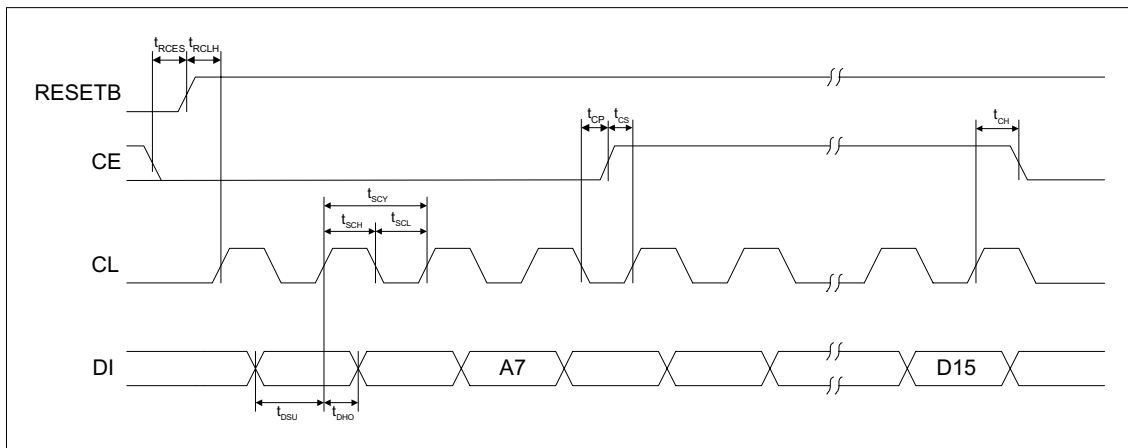 tRCES tRCLH
RESETB
tCP tCS tCH
CE
tSCY
tSCH tSCL
CL
DI A7 D15
tDSU tDHO